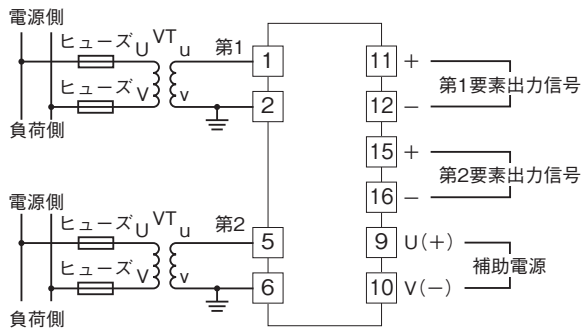 電源側
ヒューズ U VT u 第1 1
ヒューズ V v 2
負荷側
電源側
ヒューズ U VT u 第2 5
ヒューズ V v 6
負荷側
11 +
第1要素出力信号
12 −
15 +
第2要素出力信号
16 −
9 U(+)
補助電源
10 V(−)